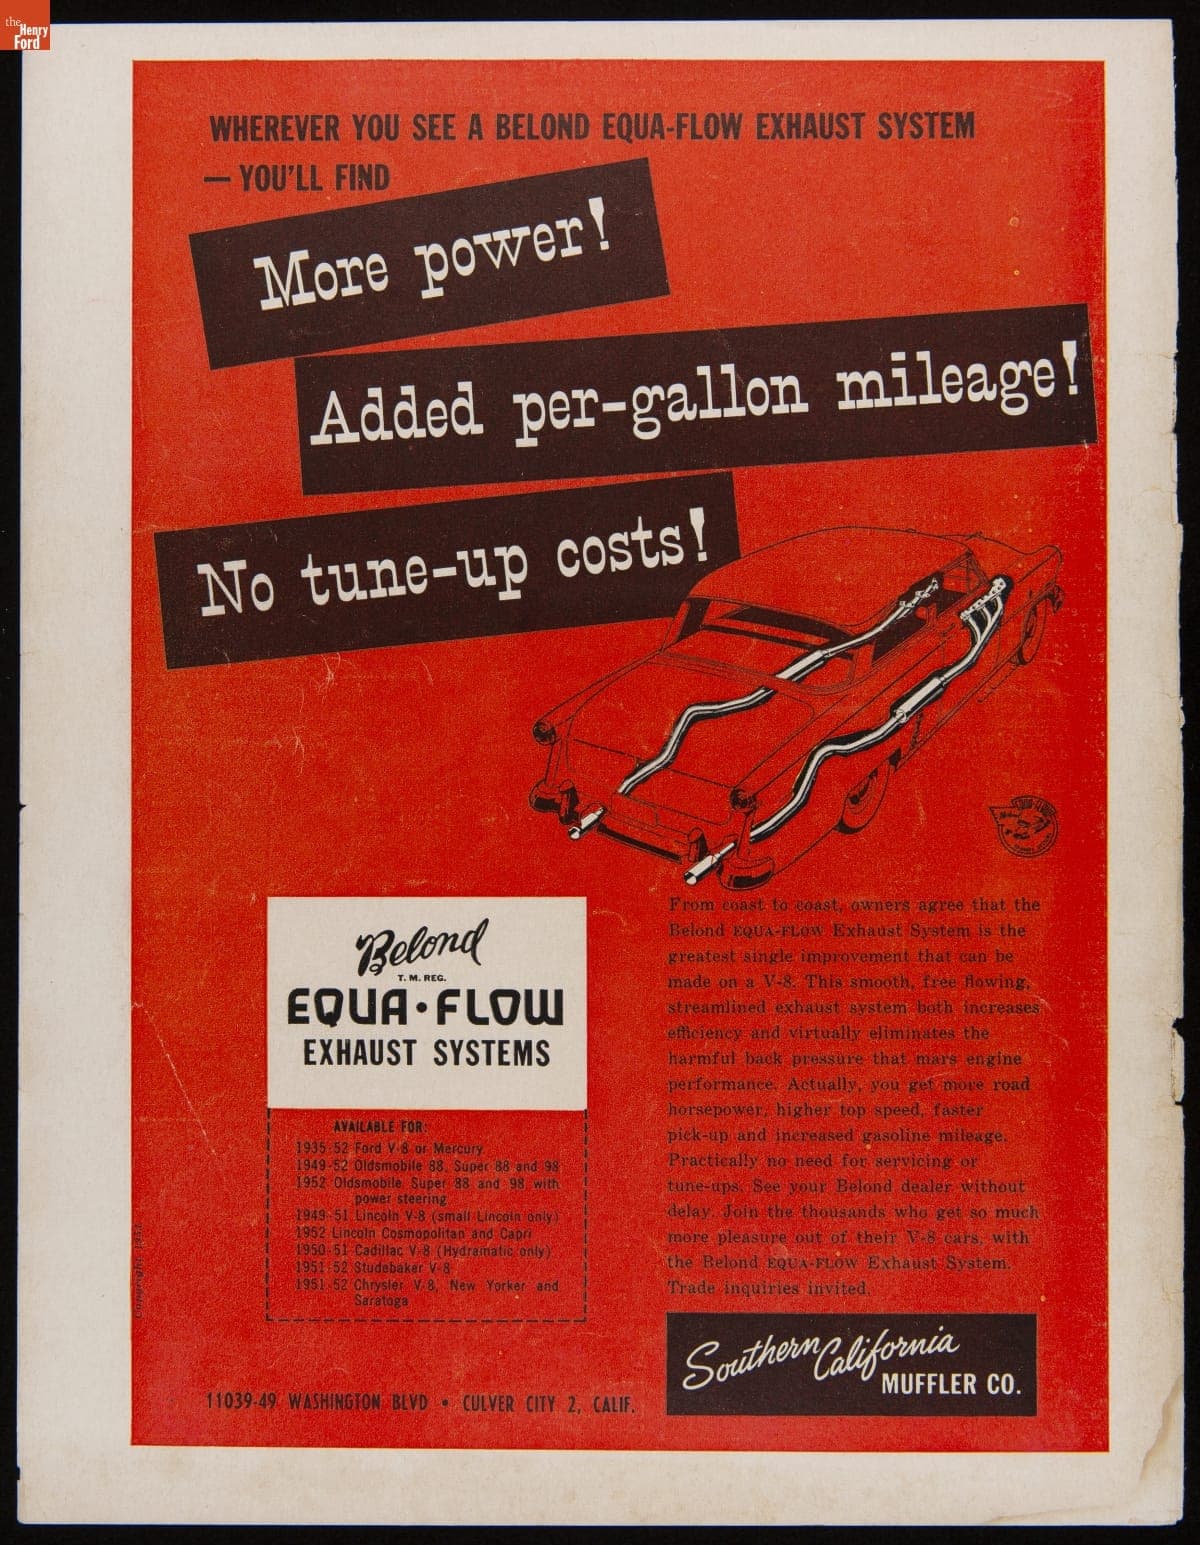 the
Henry
Ford
WHEREVER YOU SEE A BELOND EQUA-FLOW EXHAUST SYSTEM
— YOU'LL FIND
More power!
Added per-gallon mileage!
No tune-up costs!
Belond
T. M. REG.
EQUA·FLOW
EXHAUST SYSTEMS
AVAILABLE FOR:
1935-52 Ford V-8 or Mercury
1949-52 Oldsmobile 88, Super 88 and 98
1952 Oldsmobile Super 88 and 98 with
power steering
1949-51 Lincoln V-8 (small Lincoln only)
1952 Lincoln Cosmopolitan and Capri
1950-51 Cadillac V-8 (Hydramatic only)
1951-52 Studebaker V-8
1951-52 Chrysler V-8, New Yorker and
Saratoga
11039-49 WASHINGTON BLVD • CULVER CITY 2, CALIF.
From coast to coast, owners agree that the
Belond EQUA-FLOW Exhaust System is the
greatest single improvement that can be
made on a V-8. This smooth, free flowing,
streamlined exhaust system both increases
efficiency and virtually eliminates the
harmful back pressure that mars engine
performance. Actually, you get more road
horsepower, higher top speed, faster
pick-up and increased gasoline mileage.
Practically no need for servicing or
tune-ups. See your Belond dealer without
delay. Join the thousands who get so much
more pleasure out of their V-8 cars, with
the Belond EQUA-FLOW Exhaust System.
Trade inquiries invited.
Southern California
MUFFLER CO.
Copyright
EQUA-FLOW